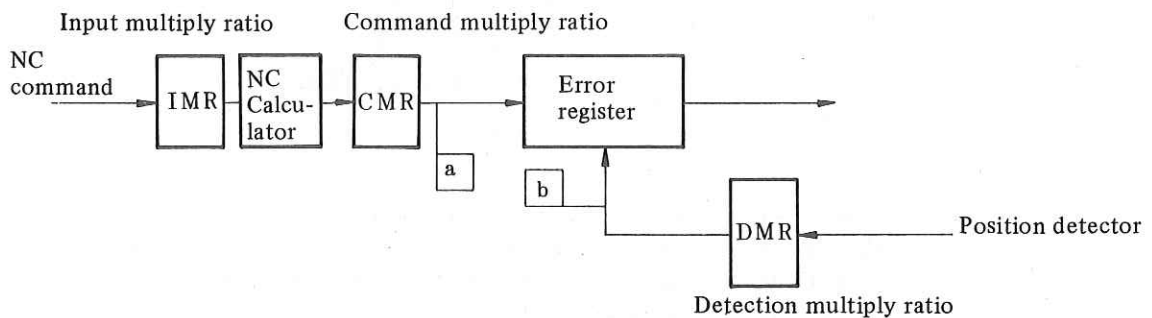 Input multiply ratio
Command multiply ratio
NC
command
IMR
NC
Calcu-
lator
CMR
Error
register
a
b
DMR
Position detector
Detection multiply ratio